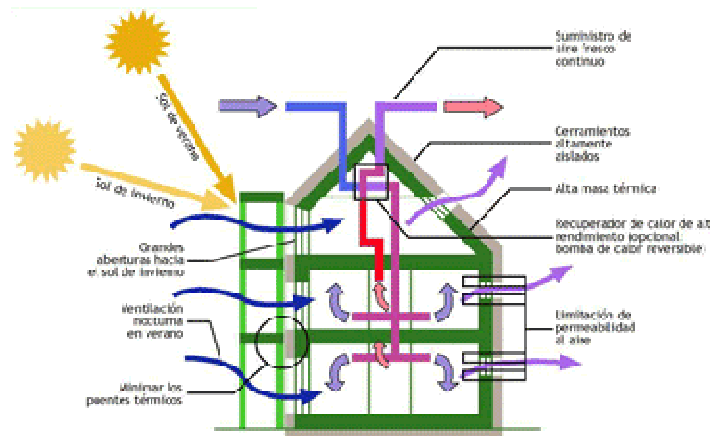 Suministro de
aire fresco
continuo
Sol de verano
Sol de invierno
Cerramientos
altamente
aislados
Alta masa térmica
Recuperador de calor de alt
rendimiento (opcional:
bomba de calor reversible)
Grandes
aberturas hacia
el sol de invierno
Ventilación
nocturna
en verano
Limitación de
permeabilidad
al aire
Minimar los
puentes térmicos